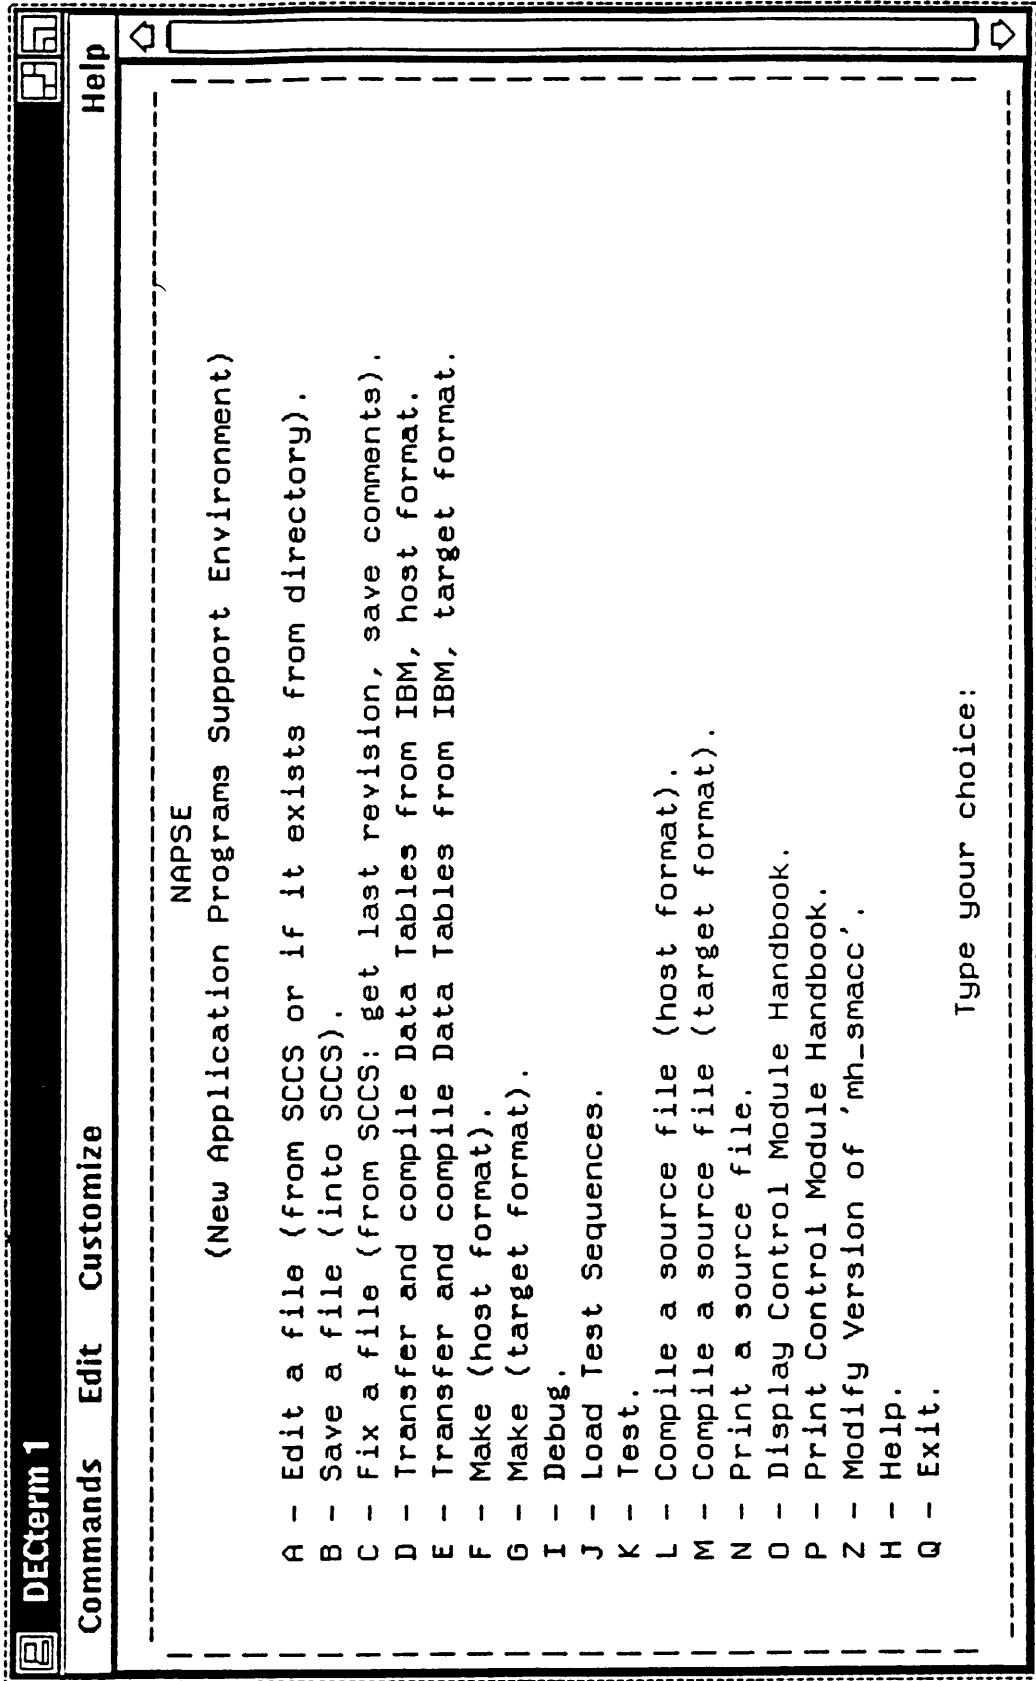 DECterm 1
Commands Edit Customize Help
NAPSE
(New Application Programs Support Environment)
A - Edit a file (from SCCS or if it exists from directory).
B - Save a file (into SCCS).
C - Fix a file (from SCCS: get last revision, save comments).
D - Transfer and compile Data Tables from IBM, host format.
E - Transfer and compile Data Tables from IBM, target format.
F - Make (host format).
G - Make (target format).
I - Debug.
J - Load Test Sequences.
K - Test.
L - Compile a source file (host format).
M - Compile a source file (target format).
N - Print a source file.
O - Display Control Module Handbook.
P - Print Control Module Handbook.
Z - Modify Version of 'mh_smacc'.
H - Help.
Q - Exit.
Type your choice: